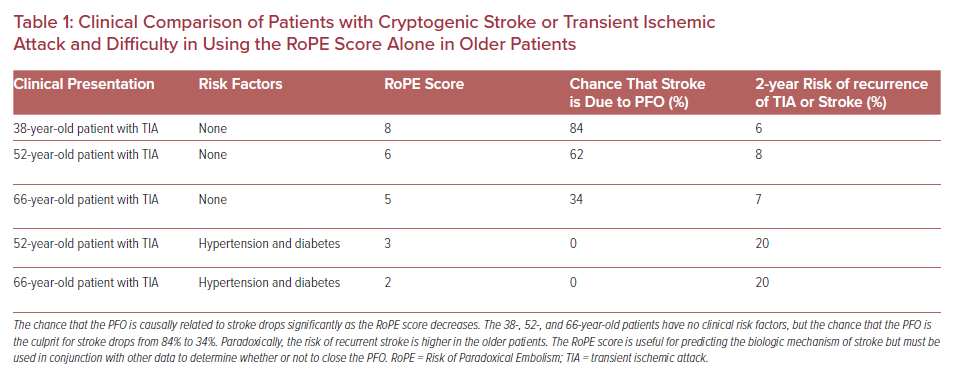 Table 1: Clinical Comparison of Patients with Cryptogenic Stroke or Transient Ischemic
Attack and Difficulty in Using the RoPE Score Alone in Older Patients
Clinical Presentation Risk Factors RoPE Score Chance That Stroke is Due to PFO (%) 2-year Risk of recurrence of TIA or Stroke (%)
38-year-old patient with TIA None 8 84 6
52-year-old patient with TIA None 6 62 8
66-year-old patient with TIA None 5 34 7
52-year-old patient with TIA Hypertension and diabetes 3 0 20
66-year-old patient with TIA Hypertension and diabetes 2 0 20
The chance that the PFO is causally related to stroke drops significantly as the RoPE score decreases. The 38-, 52-, and 66-year-old patients have no clinical risk factors, but the chance that the PFO is
the culprit for stroke drops from 84% to 34%. Paradoxically, the risk of recurrent stroke is higher in the older patients. The RoPE score is useful for predicting the biologic mechanism of stroke but must be
used in conjunction with other data to determine whether or not to close the PFO. RoPE = Risk of Paradoxical Embolism; TIA = transient ischemic attack.